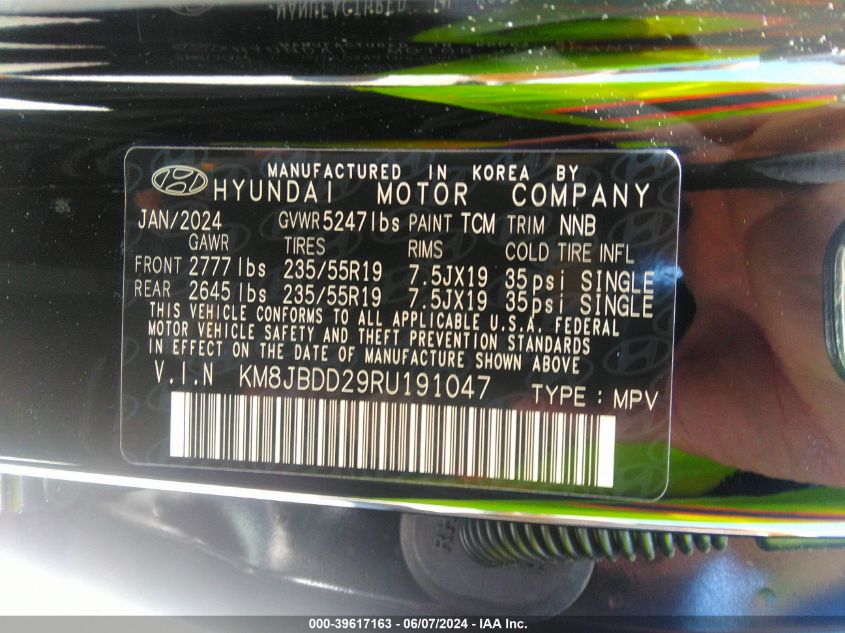 MANUFACTURED IN KOREA BY
HYUNDAI MOTOR COMPANY
JAN/2024 GVWR 5247lbs PAINT TCM TRIM NNB
GAWR TIRES RIMS COLD TIRE INFL
FRONT 2777lbs 235/55R19 7.5JX19 35psi SINGLE
REAR 2645lbs 235/55R19 7.5JX19 35psi SINGLE
THIS VEHICLE CONFORMS TO ALL APPLICABLE U.S.A. FEDERAL
MOTOR VEHICLE SAFETY AND THEFT PREVENTION STANDARDS
IN EFFECT ON THE DATE OF MANUFACTURE SHOWN ABOVE
V.I.N KM8JBDD29RU191047 TYPE : MPV
000-39617163 - 06/07/2024 - IAA Inc.